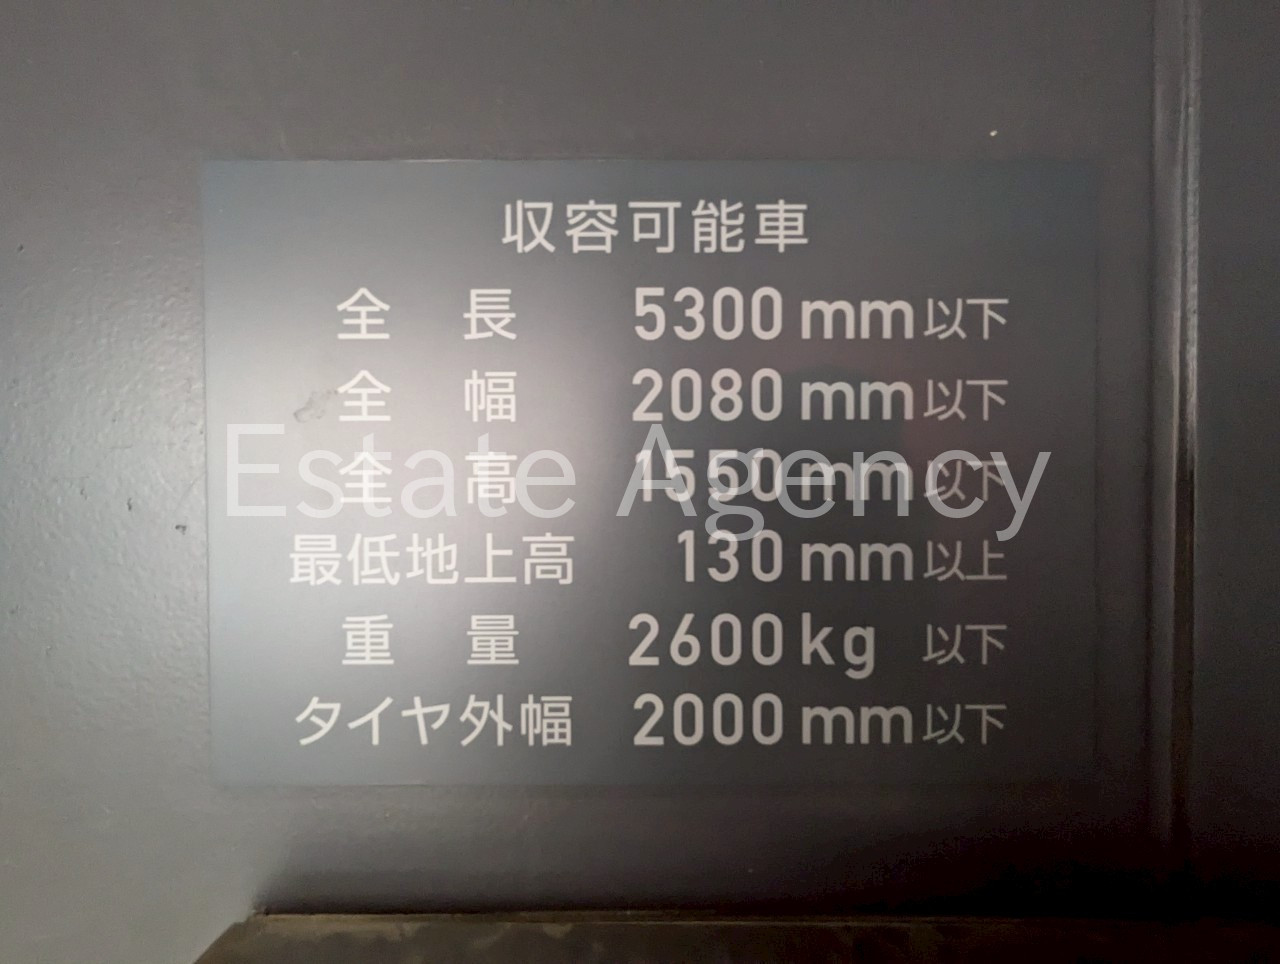 収容可能車
全長 5300mm以下
全幅 2080mm以下
全高 1550mm以下
Estate Agency
最低地上高 130mm以上
重量 2600kg 以下
タイヤ外幅 2000mm以下